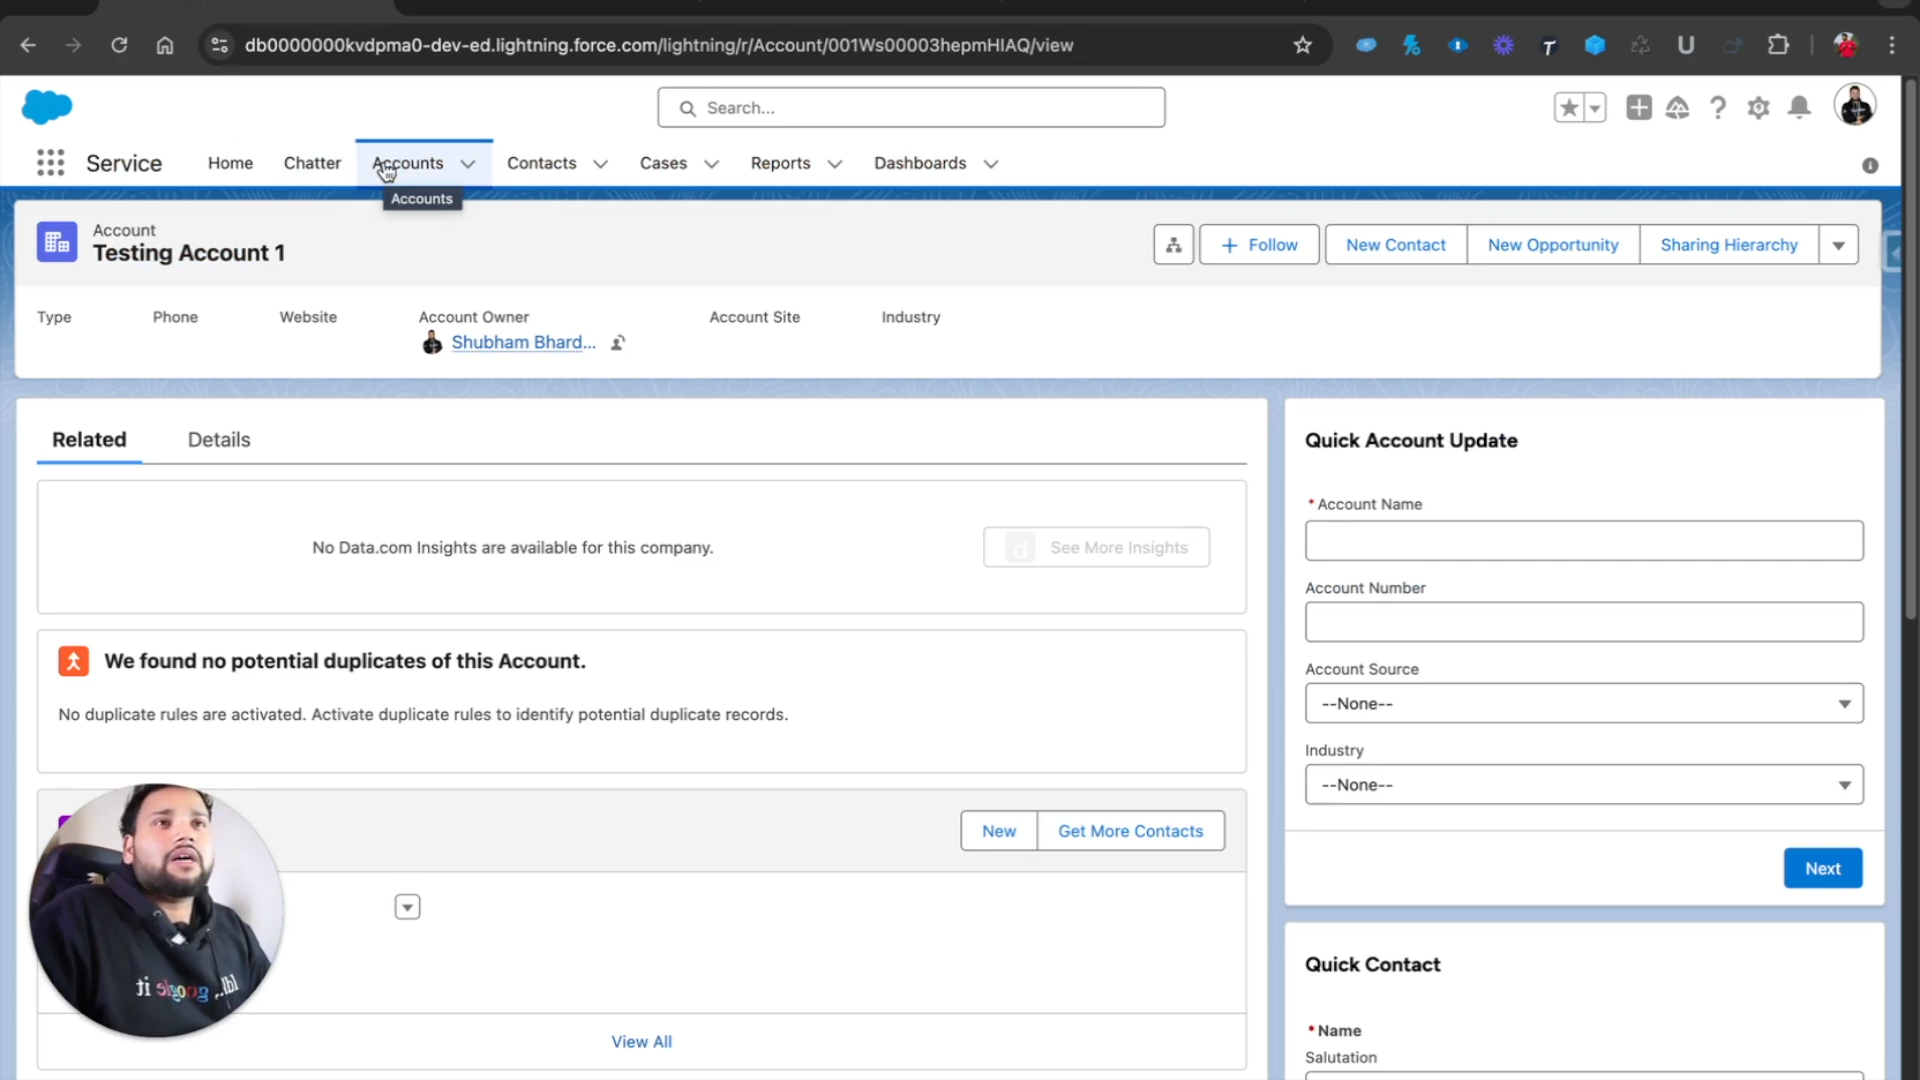 db0000000kvdpma0-dev-ed.lightning.force.com/lightning/r/Account/001Ws00003hepmHIAQ/view
Search...
Service
Home
Chatter
Accounts
Contacts
Cases
Reports
Dashboards
Accounts
Account
Testing Account 1
Follow
New Contact
New Opportunity
Sharing Hierarchy
Type
Phone
Website
Account Owner
Account Site
Industry
Shubham Bhard...
Related
Details
No Data.com Insights are available for this company.
See More Insights
We found no potential duplicates of this Account.
No duplicate rules are activated. Activate duplicate rules to identify potential duplicate records.
New
Get More Contacts
View All
Quick Account Update
* Account Name
Account Number
Account Source
--None--
Industry
--None--
Next
Quick Contact
* Name
Salutation
lbl.. google it